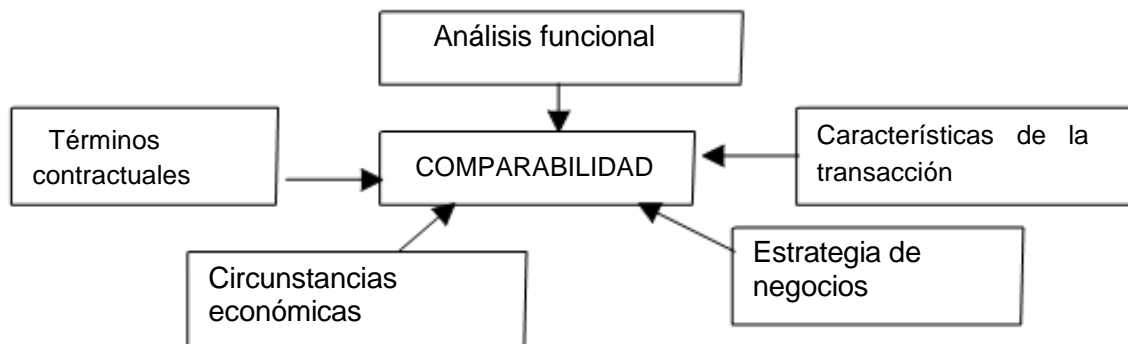 Análisis funcional
Términos
contractuales
COMPARABILIDAD
Características de la
transacción
Circunstancias
económicas
Estrategia de
negocios